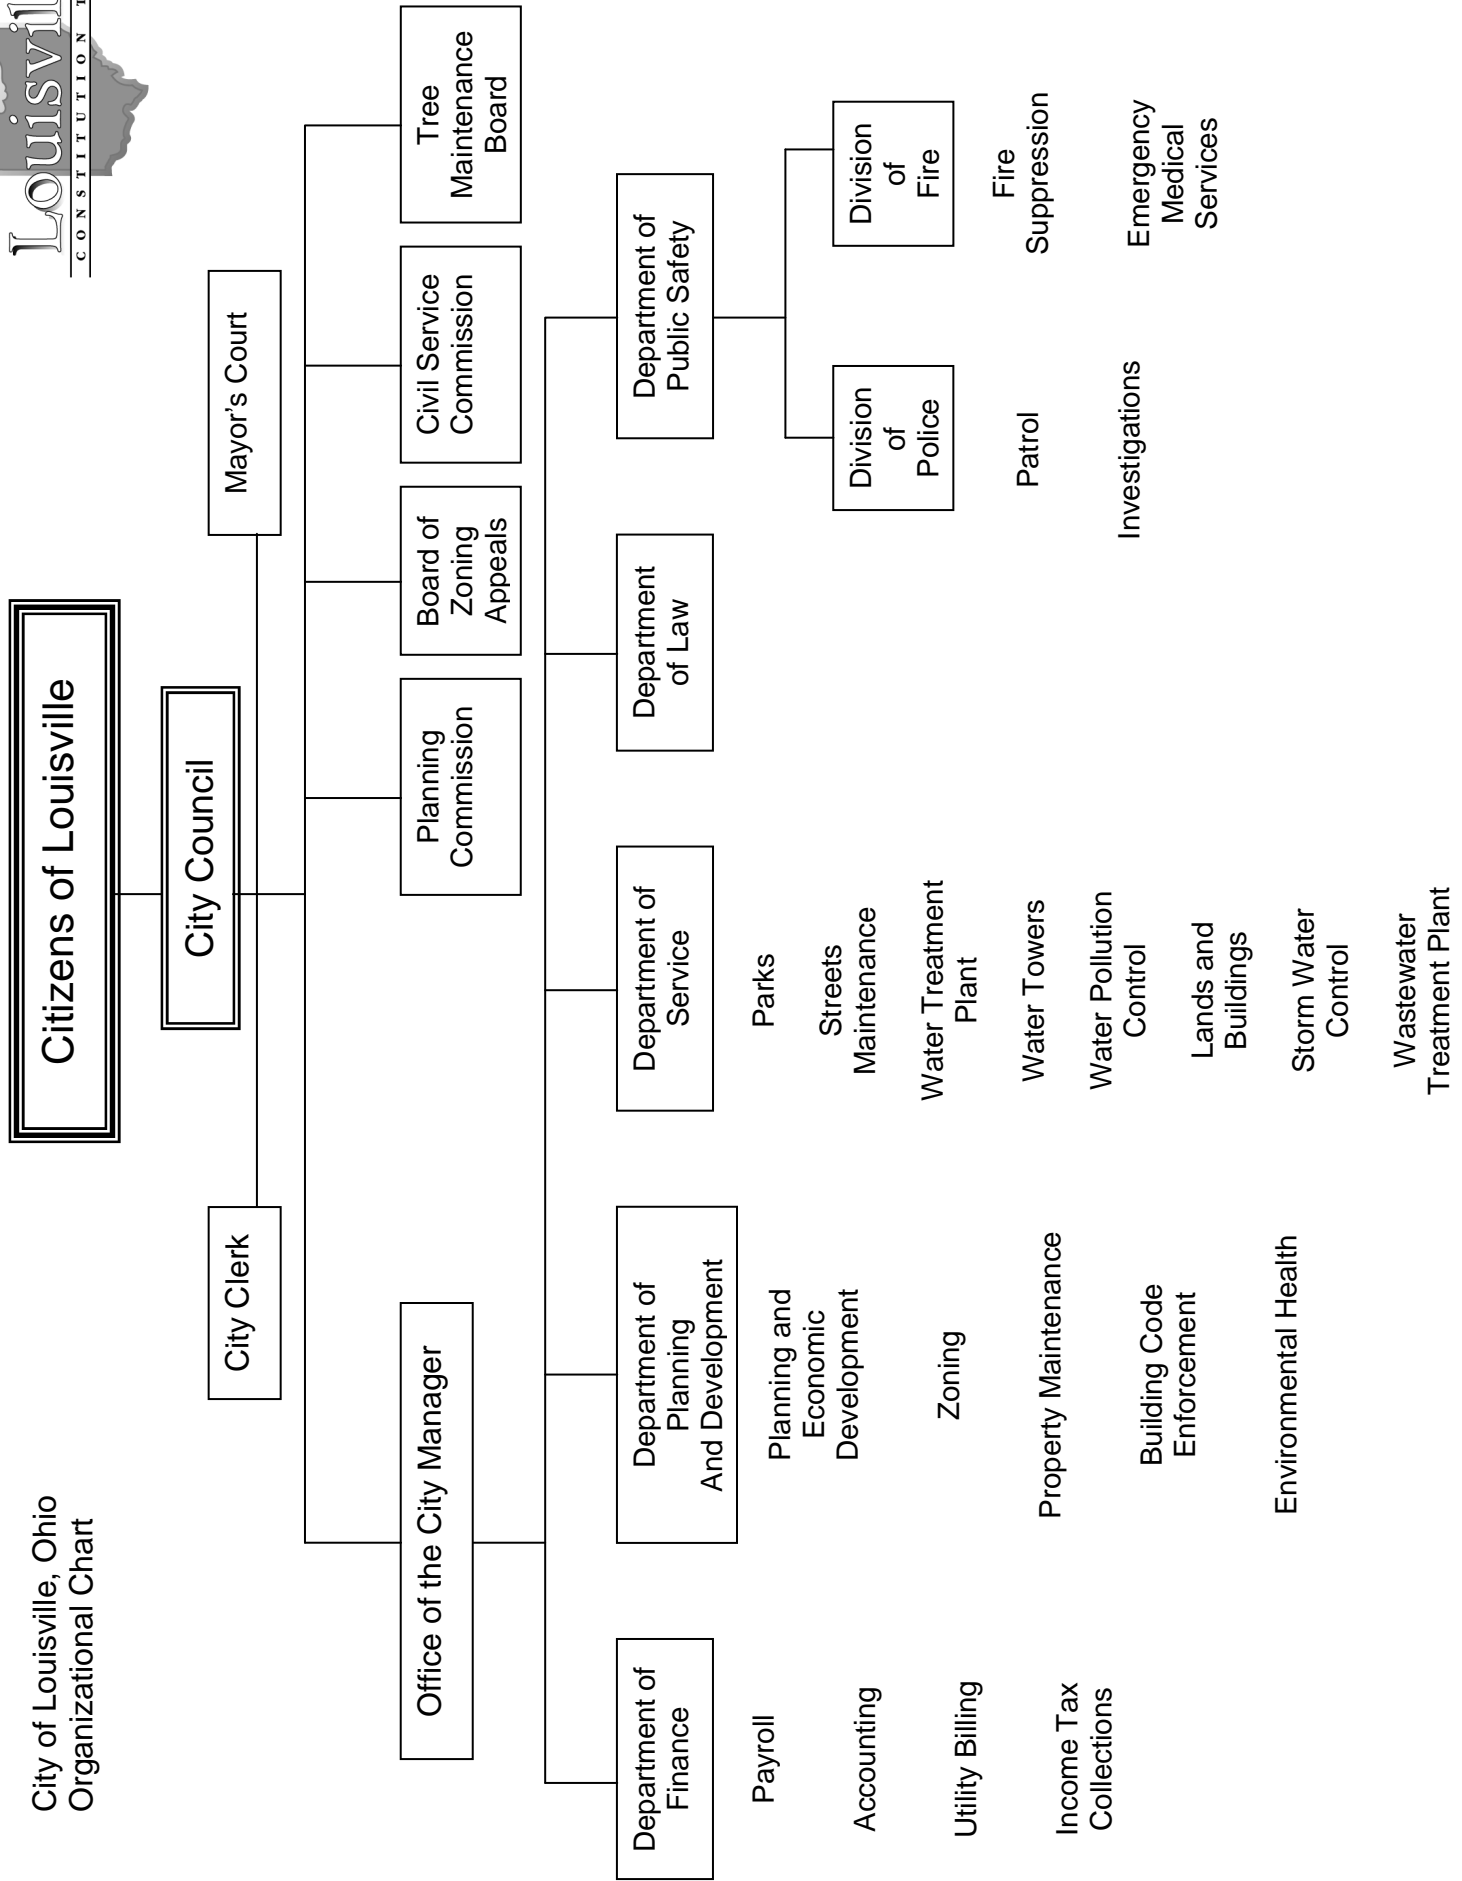 City of Louisville, Ohio
Organizational Chart
Louisvil
CONSTITUTION T
Citizens of Louisville
City Council
City Clerk
Mayor's Court
Office of the City Manager
Planning
Commission
Board of
Zoning
Appeals
Civil Service
Commission
Tree
Maintenance
Board
Department of
Finance
Payroll
Accounting
Utility Billing
Income Tax
Collections
Department of
Planning
And Development
Planning and
Economic
Development
Zoning
Property Maintenance
Building Code
Enforcement
Environmental Health
Department of
Service
Parks
Streets
Maintenance
Water Treatment
Plant
Water Towers
Water Pollution
Control
Lands and
Buildings
Storm Water
Control
Wastewater
Treatment Plant
Department
of Law
Department of
Public Safety
Division
of
Police
Patrol
Investigations
Division
of
Fire
Fire
Suppression
Emergency
Medical
Services